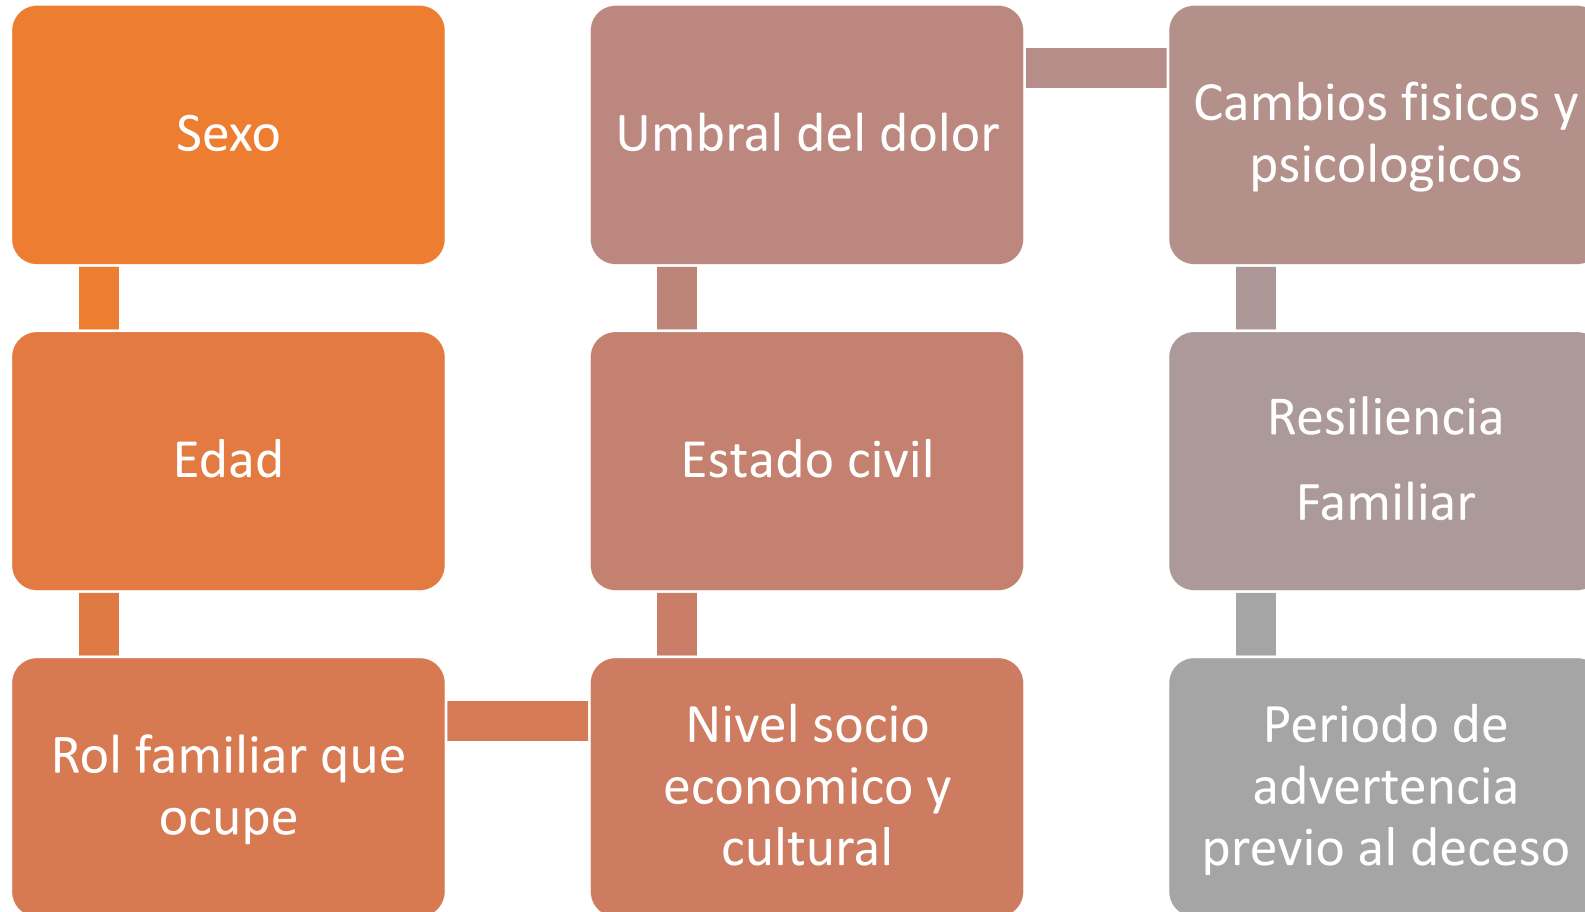 Sexo
Edad
Rol familiar que
ocupe
Nivel socio
economico y
cultural
Estado civil
Umbral del dolor
Cambios fisicos y
psicologicos
Resiliencia
Familiar
Periodo de
advertencia
previo al deceso